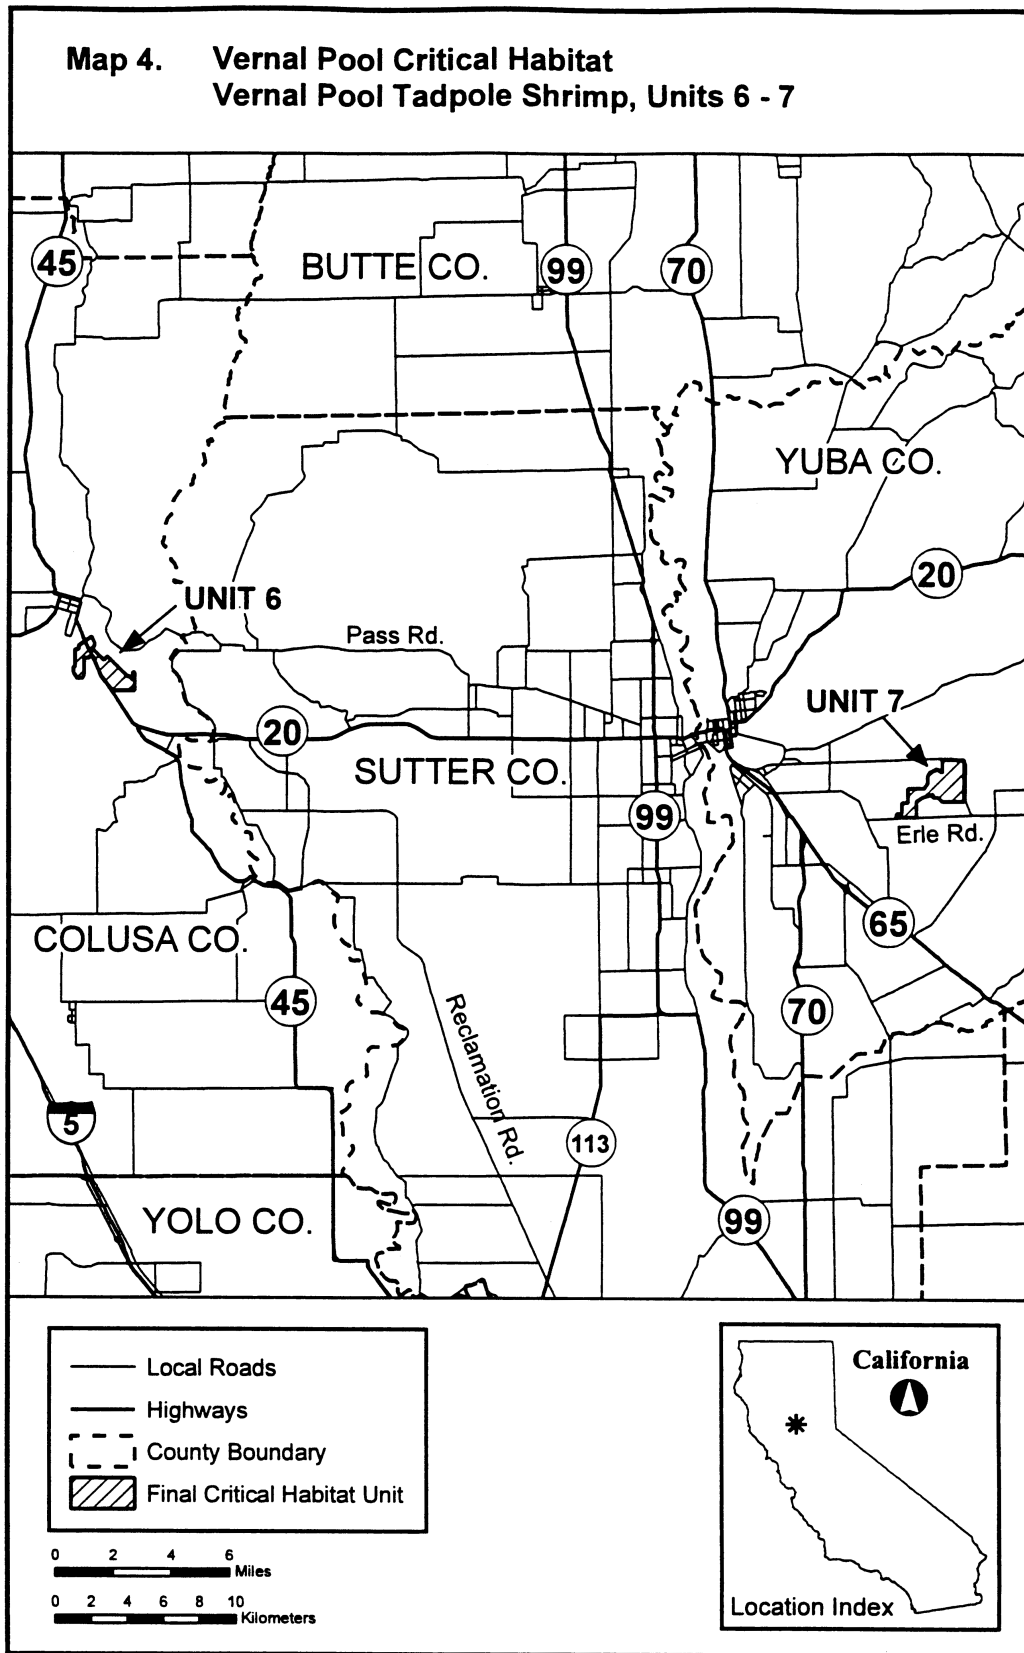 Map 4. Vernal Pool Critical Habitat
Vernal Pool Tadpole Shrimp, Units 6 - 7
45
BUTTE CO.
99
70
YUBA CO.
20
UNIT 6
Pass Rd.
UNIT 7
20
SUTTER CO.
99
Erle Rd.
65
COLUSA CO.
45
70
Reclamation Rd.
5
113
YOLO CO.
99
Local Roads
Highways
County Boundary
Final Critical Habitat Unit
0 2 4 6
Miles
0 2 4 6 8 10
Kilometers
California
Location Index